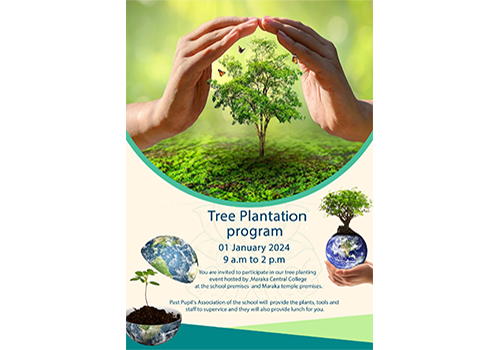 Tree Plantation
program
01 January 2024
9 a.m to 2 p.m
You are invited to participate in our tree planting
event hosted by Maraka Central College
at the school premises and Maraka temple premises.
Past Pupil's Association of the school will provide the plants, tools and
staff to supervice and they will also provide lunch for you.